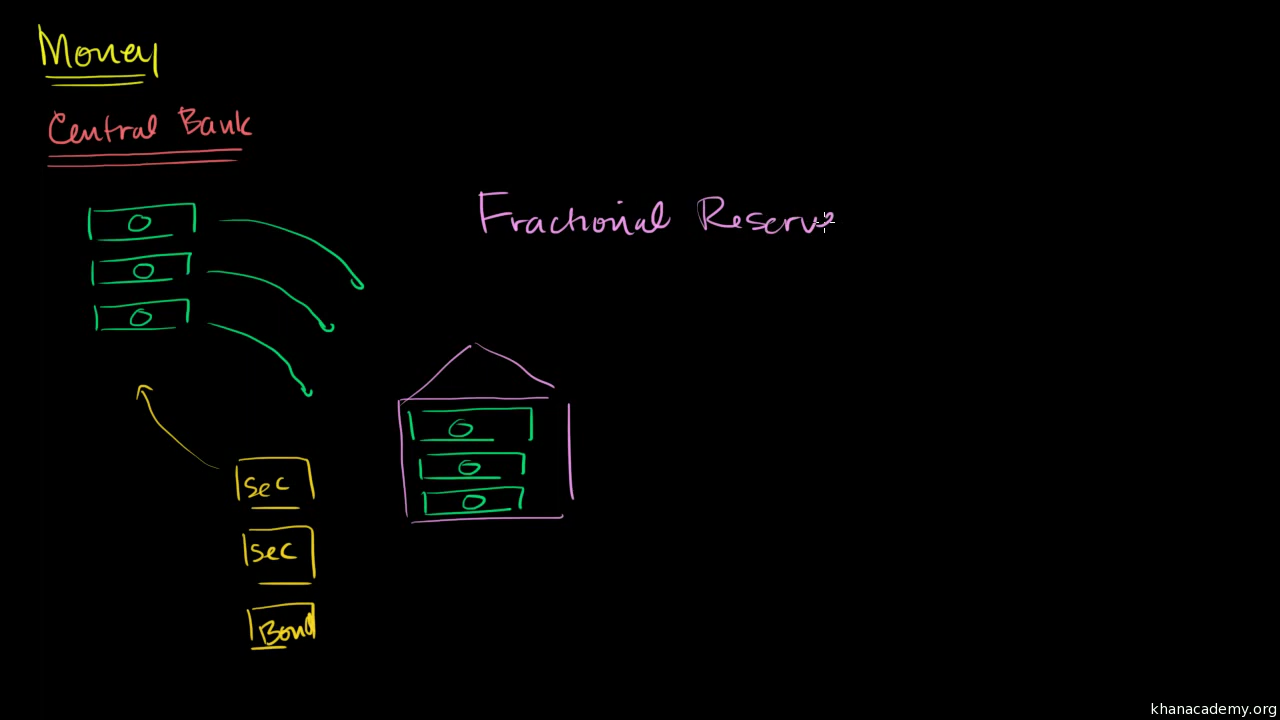 Money
Central Bank
Fractional Reserve
sec
sec
Bond
khanacademy.org